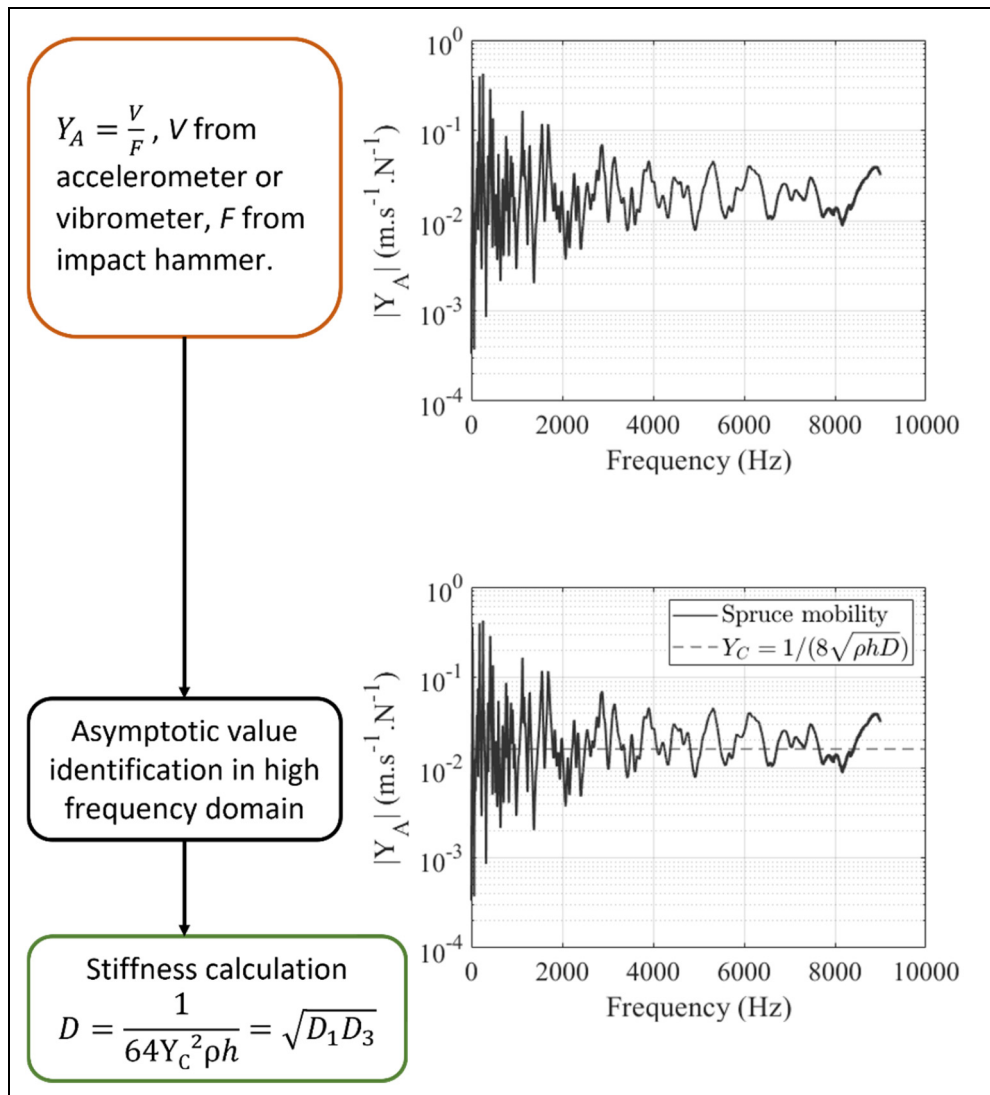 Y_A = V/F , V from
accelerometer or
vibrometer, F from
impact hammer.
10^0
10^-1
10^-2
10^-3
10^-4
|Y_A| (m.s^-1.N^-1)
0 2000 4000 6000 8000 10000
Frequency (Hz)
Asymptotic value
identification in high
frequency domain
10^0
10^-1
10^-2
10^-3
10^-4
|Y_A| (m.s^-1.N^-1)
Spruce mobility
Y_C = 1/(8√(ρhD))
0 2000 4000 6000 8000 10000
Frequency (Hz)
Stiffness calculation
D = 1/(64Y_C^2ρh) = √(D_1D_3)